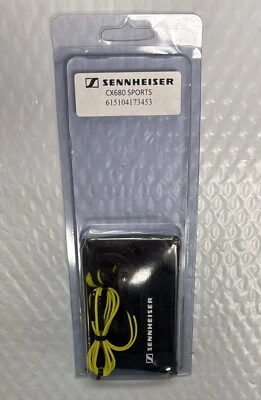 SENNHEISER
CX680 SPORTS
615104173453
SENNHEISER